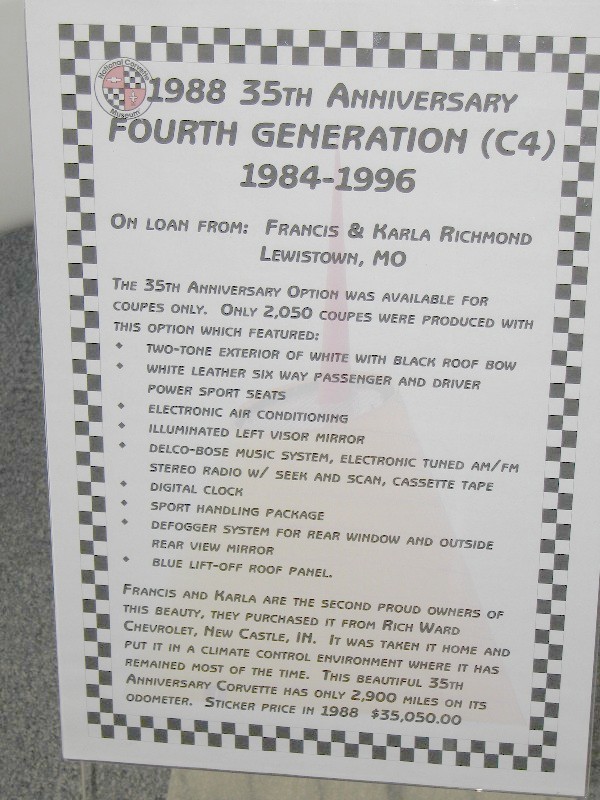 National Corvette
Museum
1988 35TH ANNIVERSARY
FOURTH GENERATION (C4)
1984-1996
ON LOAN FROM: FRANCIS & KARLA RICHMOND
LEWISTOWN, MO
THE 35TH ANNIVERSARY OPTION WAS AVAILABLE FOR
COUPES ONLY. ONLY 2,050 COUPES WERE PRODUCED WITH
THIS OPTION WHICH FEATURED:
◆ TWO-TONE EXTERIOR OF WHITE WITH BLACK ROOF BOW
◆ WHITE LEATHER SIX WAY PASSENGER AND DRIVER
POWER SPORT SEATS
◆ ELECTRONIC AIR CONDITIONING
◆ ILLUMINATED LEFT VISOR MIRROR
◆ DELCO-BOSE MUSIC SYSTEM, ELECTRONIC TUNED AM/FM
STEREO RADIO W/ SEEK AND SCAN, CASSETTE TAPE
◆ DIGITAL CLOCK
◆ SPORT HANDLING PACKAGE
◆ DEFOGGER SYSTEM FOR REAR WINDOW AND OUTSIDE
REAR VIEW MIRROR
◆ BLUE LIFT-OFF ROOF PANEL.
FRANCIS AND KARLA ARE THE SECOND PROUD OWNERS OF
THIS BEAUTY, THEY PURCHASED IT FROM RICH WARD
CHEVROLET, NEW CASTLE, IN. IT WAS TAKEN IT HOME AND
PUT IT IN A CLIMATE CONTROL ENVIRONMENT WHERE IT HAS
REMAINED MOST OF THE TIME. THIS BEAUTIFUL 35TH
ANNIVERSARY CORVETTE HAS ONLY 2,900 MILES ON ITS
ODOMETER. STICKER PRICE IN 1988 $35,050.00